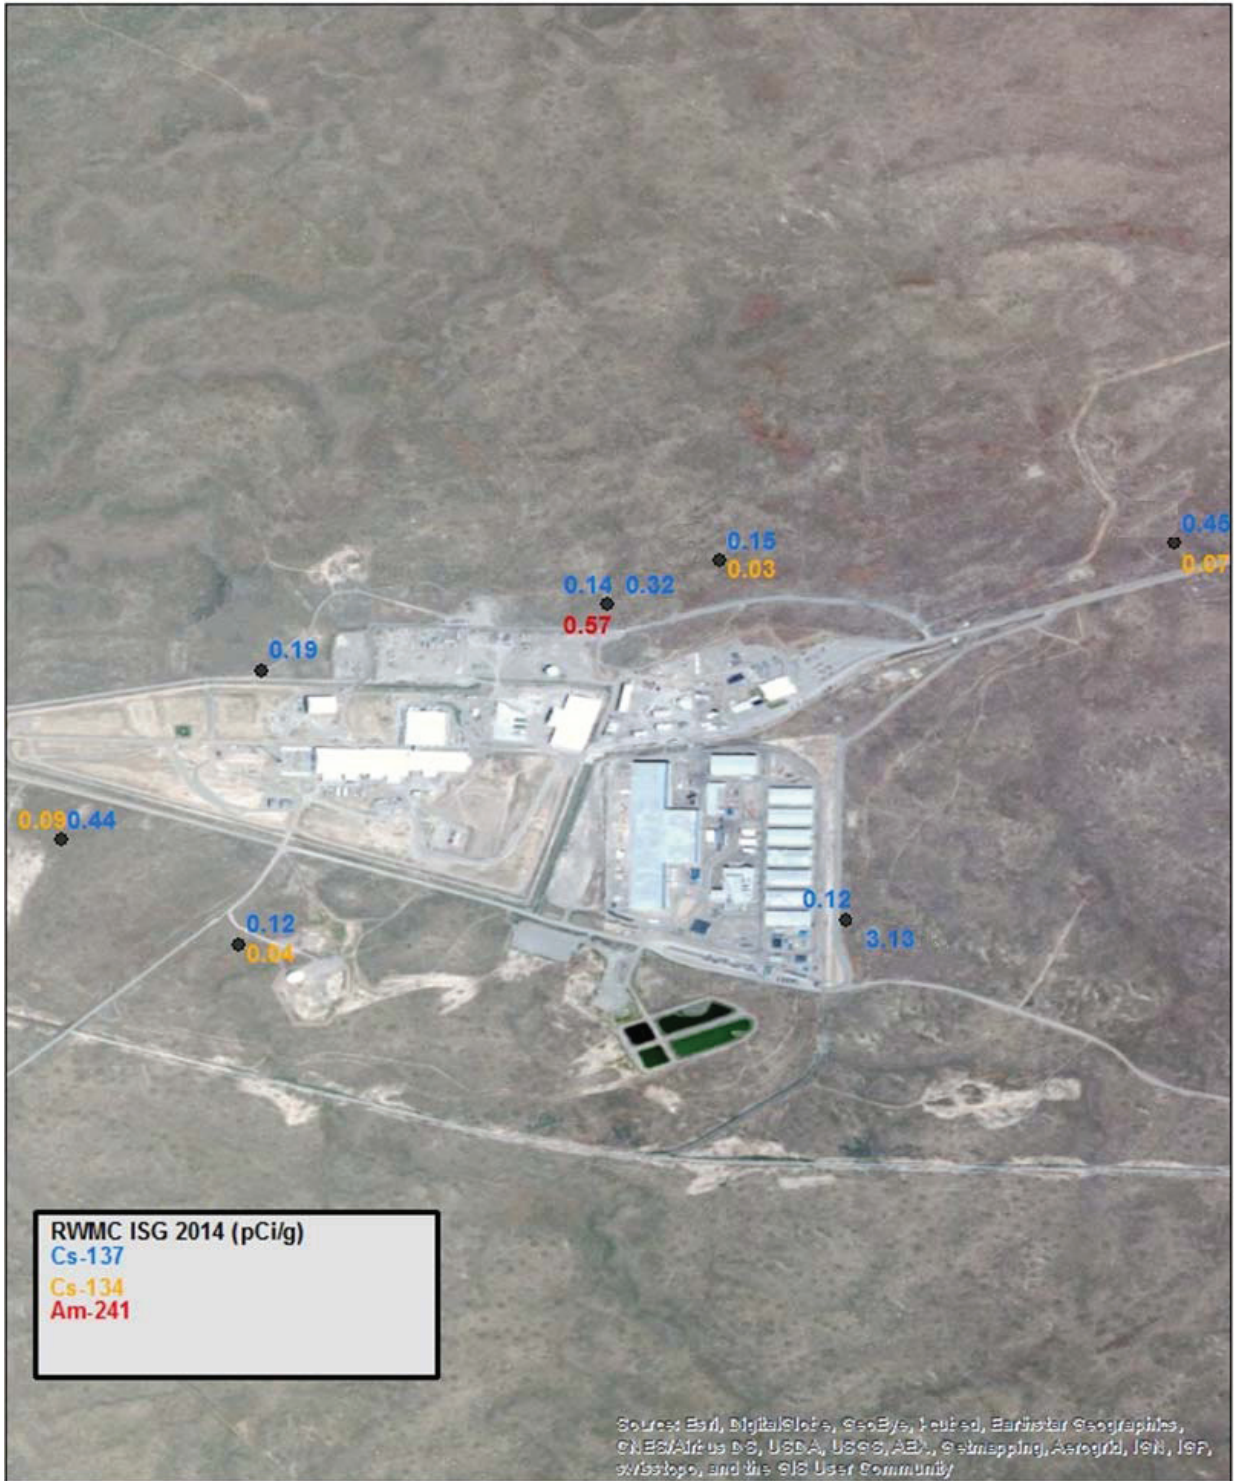 0.45
0.15
0.03
0.07
0.14 0.32
0.57
0.19
0.090.44
0.12
3.13
0.12
0.04
RWMC ISG 2014 (pCi/g)
Cs-137
Cs-134
Am-241
Source: Esri, DigitalGlobe, GeoEye, i-cubed, Earthstar Geographics,
CNES/Airbus DS, USDA, USGS, AEX, Getmapping, Aerogrid, IGN, IGP,
swisstopo, and the GIS User Community